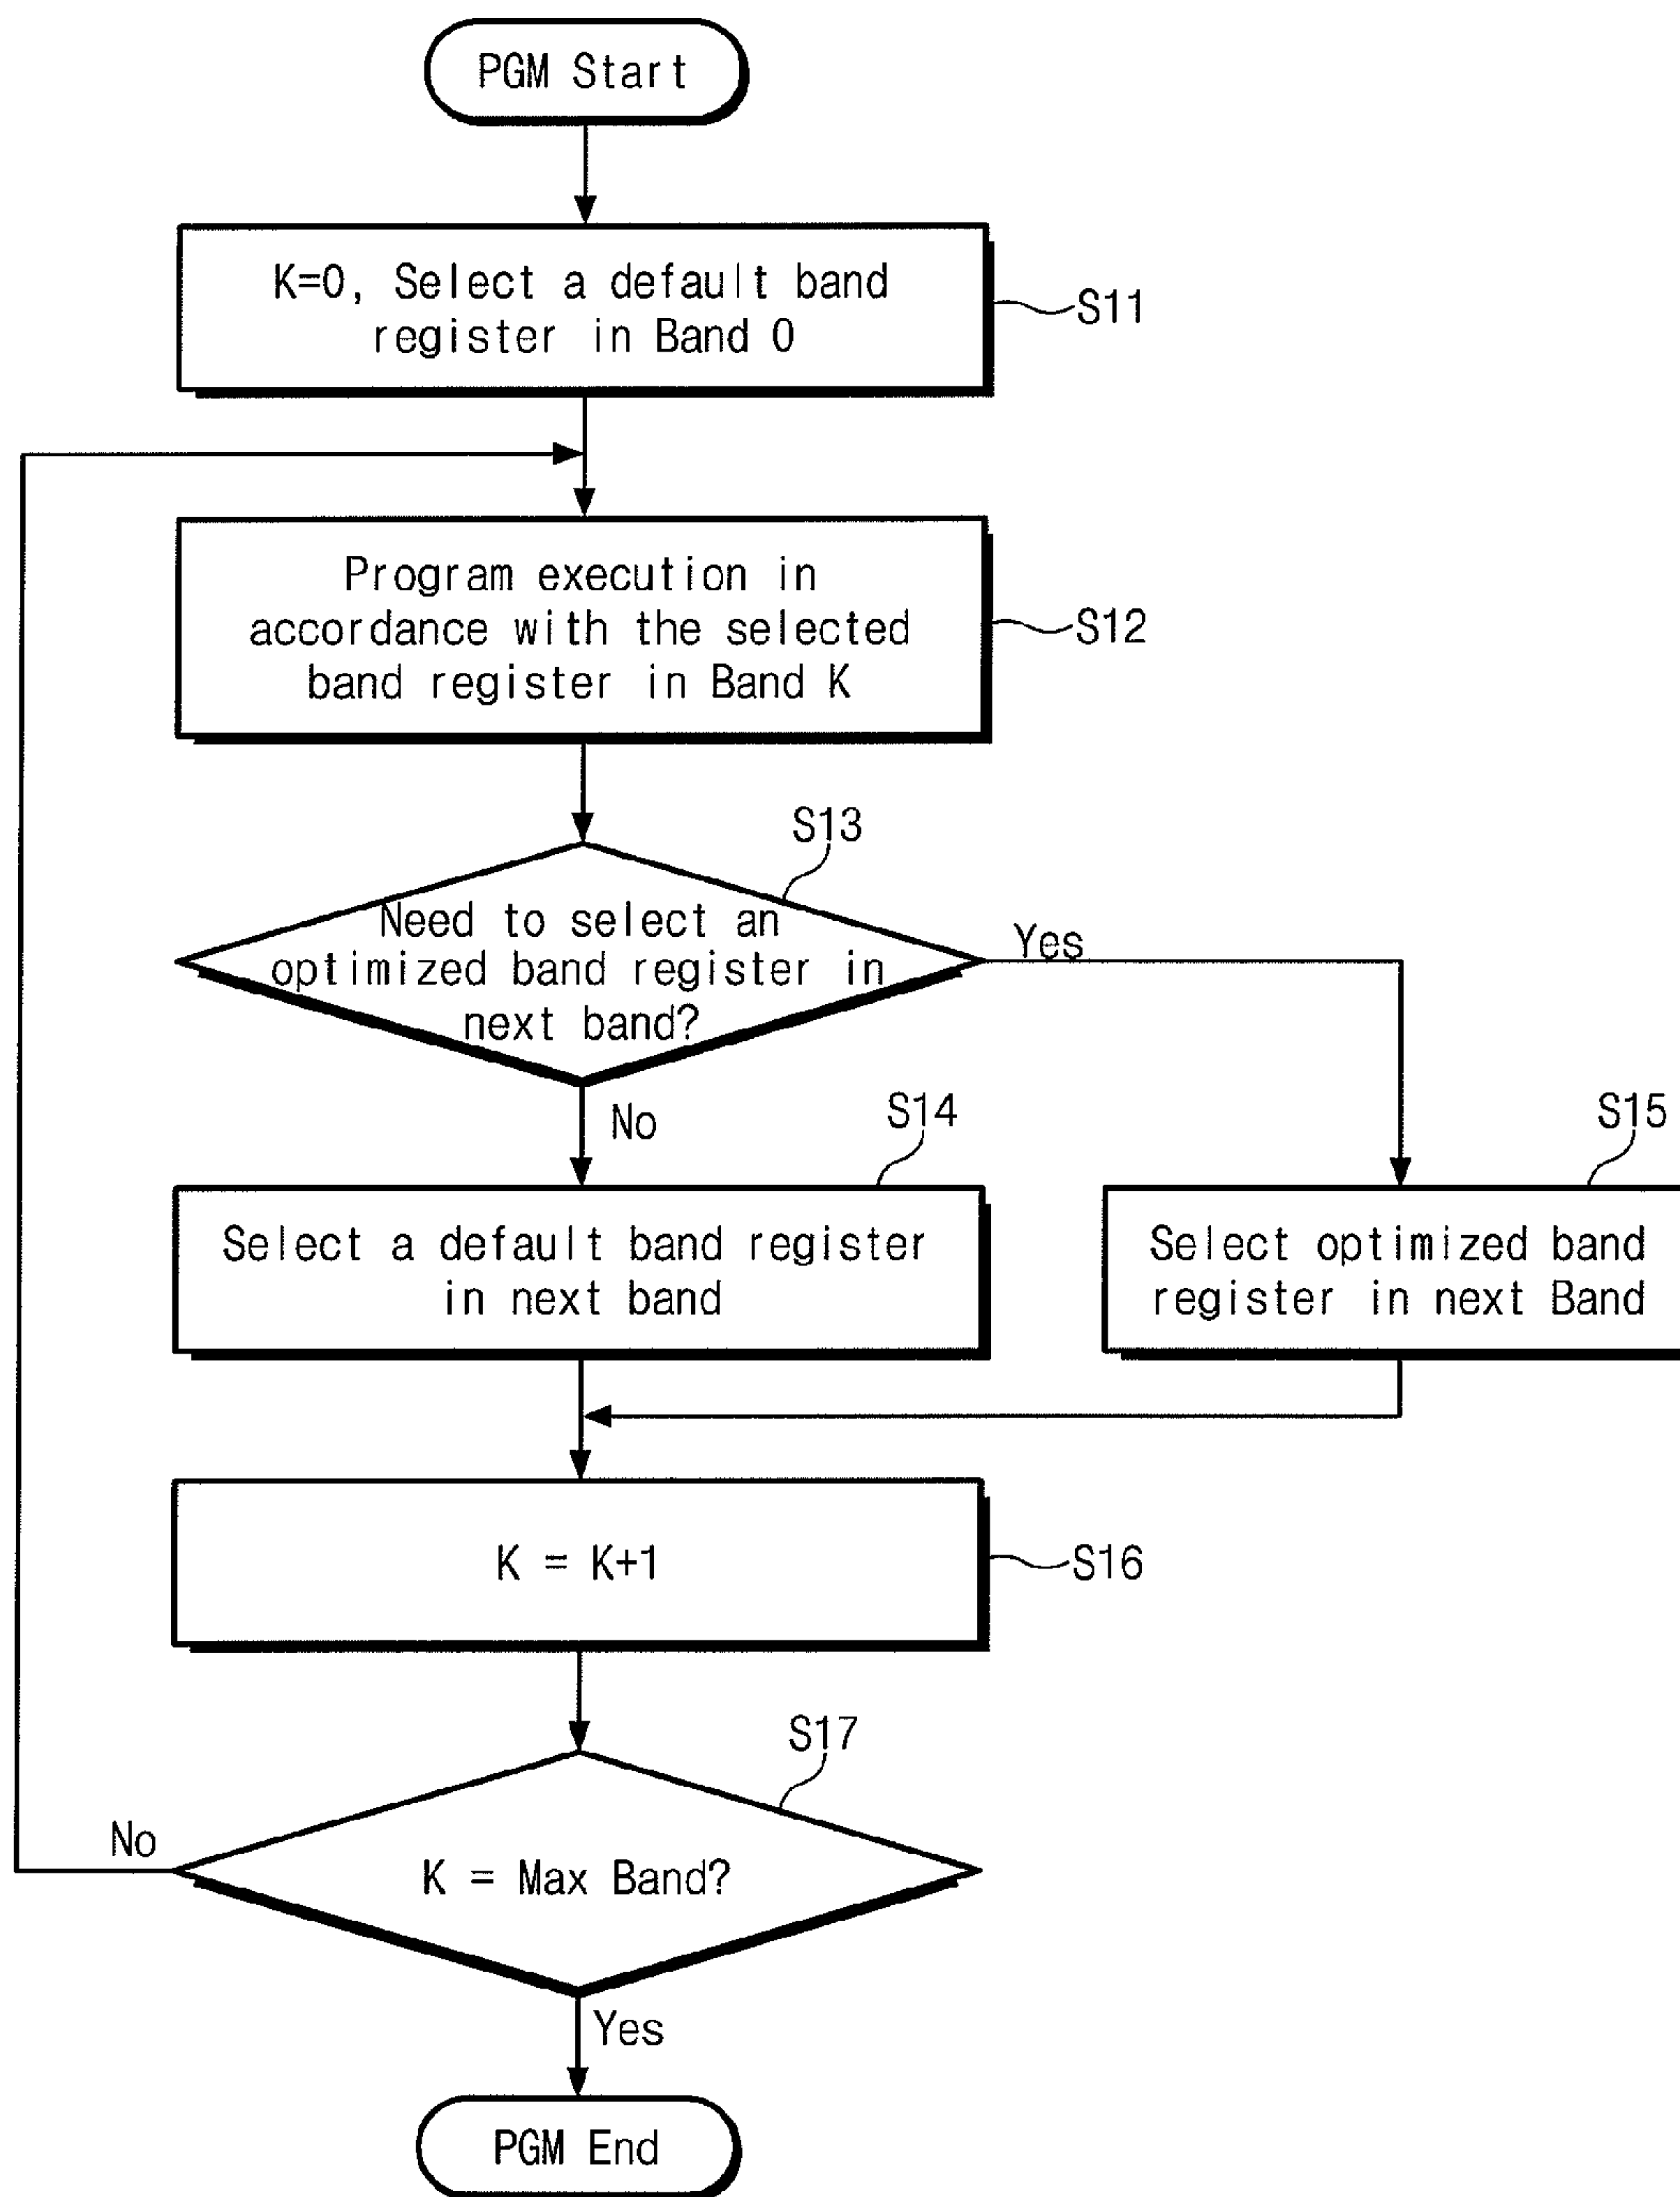 PGM Start
K=0, Select a default band
register in Band 0
S11
Program execution in
accordance with the selected
band register in Band K
S12
S13
Need to select an
optimized band register in
next band?
Yes
No
S14
S15
Select a default band register
in next band
Select optimized band
register in next Band
K = K+1
S16
S17
No
K = Max Band?
Yes
PGM End